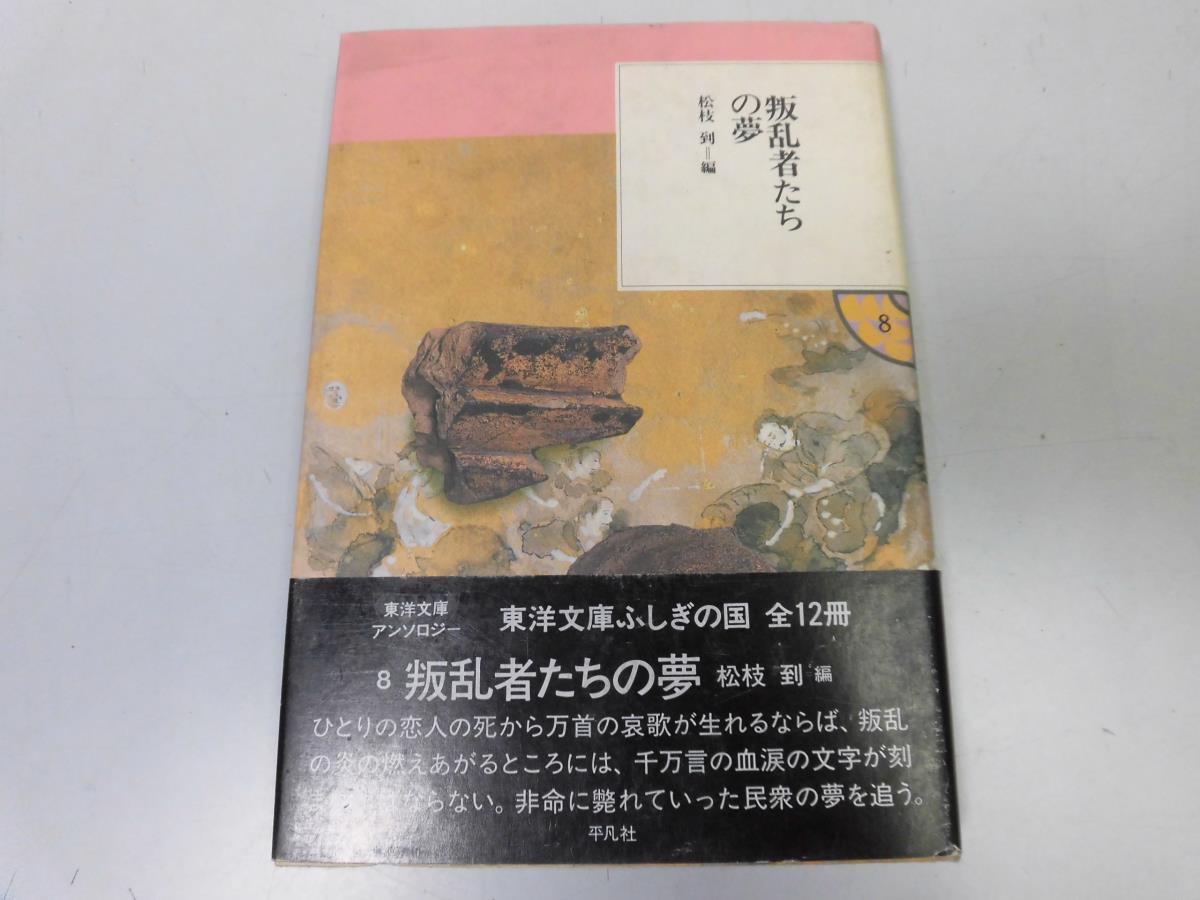 叛乱者たち
の夢
松枝 到＝編
8
東洋文庫
アンソロジー
東洋文庫ふしぎの国 全12冊
8 叛乱者たちの夢 松枝 到 編
ひとりの恋人の死から万首の哀歌が生れるならば、叛乱
の炎の燃えあがるところには、千万言の血涙の文字が刻
ならない。非命に斃れていった民衆の夢を追う。
平凡社